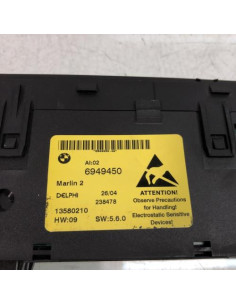 AI:02
6949450
Marlin 2
DELPHI
26/04
238478
13580210
HW:09 SW:5.6.0
ATTENTION!
Observe Precautions
for Handling!
Electrostatic Sensitive
Devices!